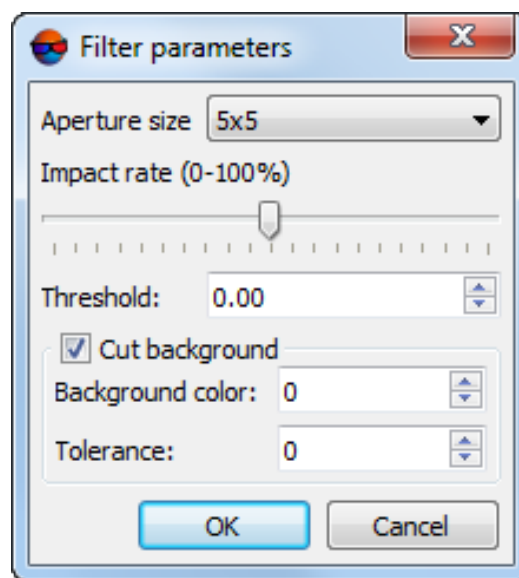 Filter parameters
Aperture size 5x5
Impact rate (0-100%)
Threshold: 0.00
Cut background
Background color: 0
Tolerance: 0
OK Cancel